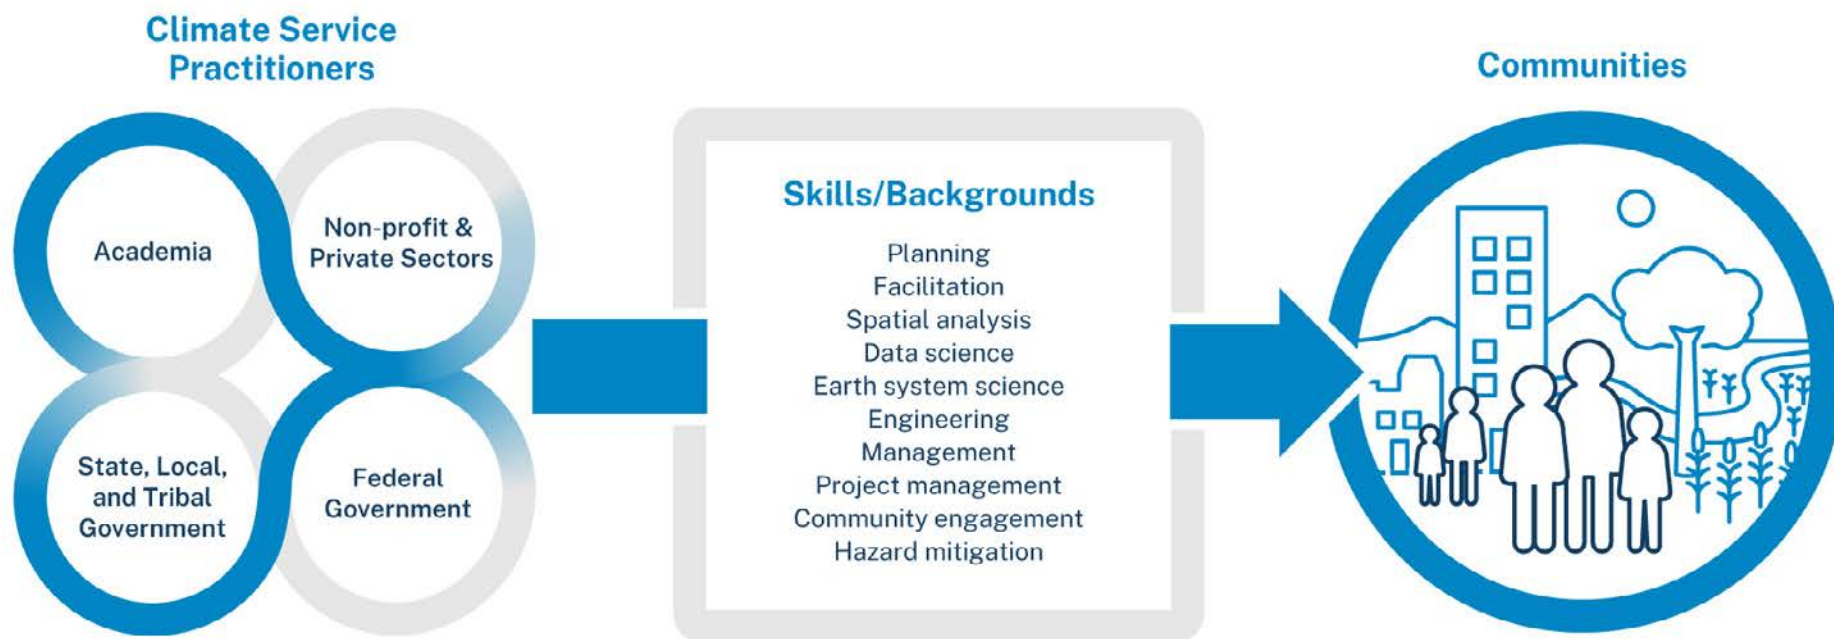 Climate Service
Practitioners
Academia
Non-profit &
Private Sectors
State, Local,
and Tribal
Government
Federal
Government
Skills/Backgrounds
Planning
Facilitation
Spatial analysis
Data science
Earth system science
Engineering
Management
Project management
Community engagement
Hazard mitigation
Communities